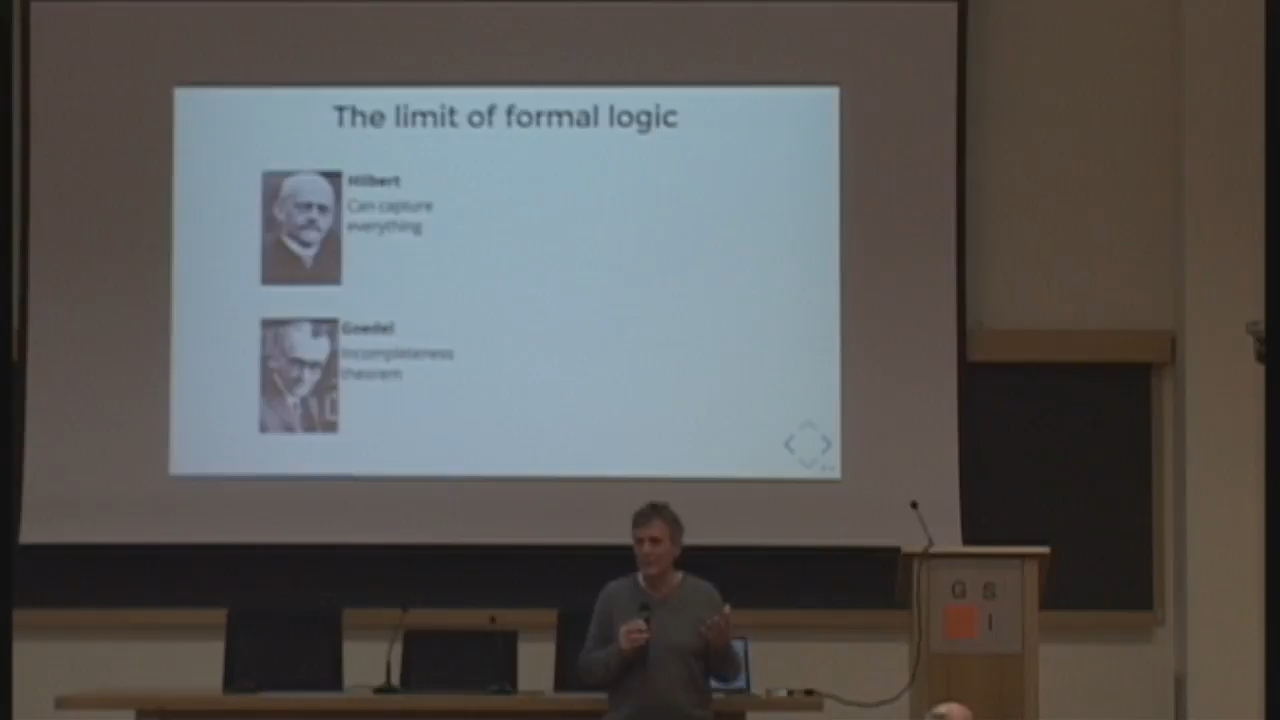 The limit of formal logic
Hilbert
Can capture
everything
Goedel
Incompleteness
theorem
G S
I